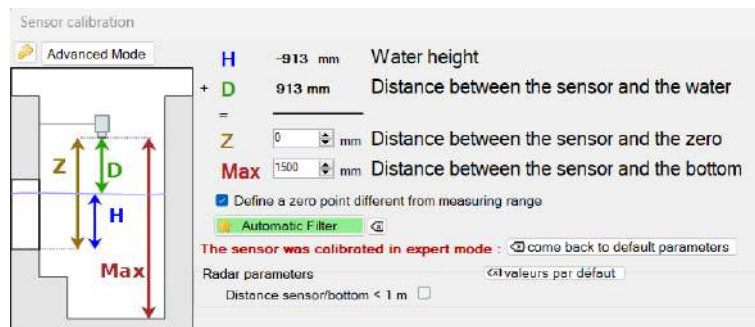 Sensor calibration
Advanced Mode
H -913 mm Water height
+ D 913 mm Distance between the sensor and the water
=
Z 0 mm Distance between the sensor and the zero
Max 1500 mm Distance between the sensor and the bottom
Define a zero point different from measuring range
Automatic Filter
The sensor was calibrated in expert mode : come back to default parameters
Radar parameters valeurs par défaut
Distance sensor/bottom < 1 m
Z D
H
Max